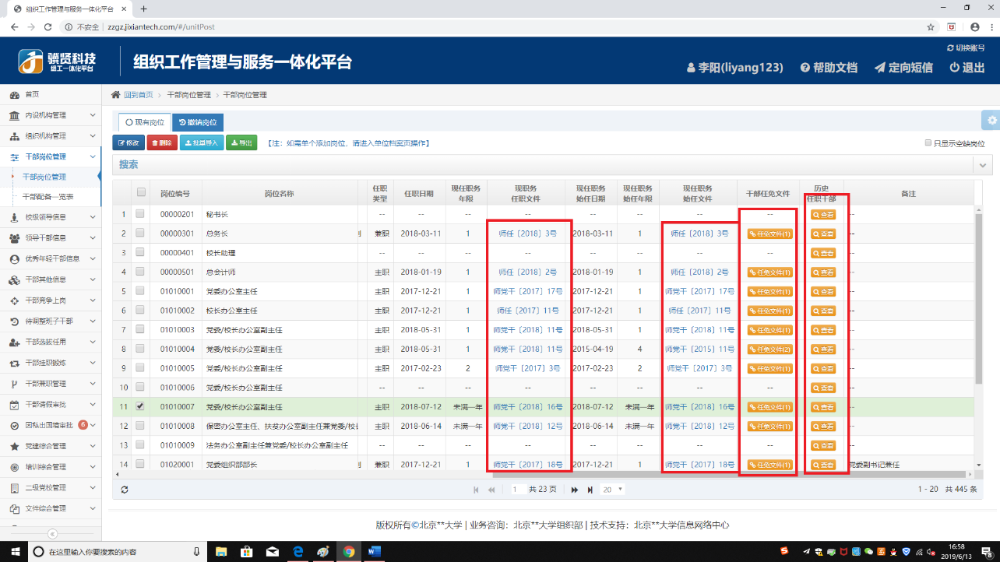 组织工作管理与服务一体化平台
不安全 | zzgz.jixiantech.com/#/unitPost
骥贤科技
组工一体化平台
组织工作管理与服务一体化平台
切换账号
李阳(liyang123) 帮助文档 定向短信 退出
首页
内设机构管理
组织机构管理
干部岗位管理
干部岗位管理
干部配备一览表
校级领导信息
领导干部信息
优秀年轻干部信息
干部其他信息
干部竞争上岗
待调整班子干部
干部选拔任用
干部挂职锻炼
干部兼职管理
干部请假审批
因私出国境审批 6
党建综合管理
培训综合管理
二级党校管理
文件综合管理
回到首页 > 干部岗位管理 > 干部岗位管理
现有岗位 撤销岗位
修改 删除 批量导入 导出 【注：如需单个添加岗位，请进入单位档案页操作】 只显示空缺岗位
搜索
岗位编号 岗位名称 任职类型 任职日期 现任职务年限 现职务任职文件 现任职务始任日期 现任职务始任年限 现任职务始任文件 干部任免文件 历史任职干部 备注
1 00000201 秘书长 -- -- -- -- -- -- -- -- 查看 --
2 00000301 总务长 兼职 2018-03-11 1 师任〔2018〕3号 2018-03-11 1 师任〔2018〕3号 任免文件(1) 查看 --
3 00000401 校长助理 -- -- -- -- -- -- -- -- 查看 --
4 00000501 总会计师 主职 2018-01-19 1 师任〔2018〕2号 2018-01-19 1 师任〔2018〕2号 任免文件(1) 查看 --
5 01010001 党委办公室主任 主职 2017-12-21 1 师党干〔2017〕17号 2017-12-21 1 师党干〔2017〕17号 任免文件(1) 查看 --
6 01010002 校长办公室主任 主职 2017-12-21 1 师任〔2017〕11号 2017-12-21 1 师任〔2017〕11号 任免文件(1) 查看 --
7 01010003 党委/校长办公室副主任 主职 2018-05-31 1 师党干〔2018〕11号 2018-05-31 1 师党干〔2018〕11号 任免文件(1) 查看 --
8 01010004 党委/校长办公室副主任 主职 2018-05-31 1 师党干〔2018〕11号 2015-04-19 4 师党干〔2015〕11号 任免文件(2) 查看 --
9 01010005 党委/校长办公室副主任 主职 2017-02-23 2 师党干〔2017〕3号 2017-02-23 2 师党干〔2017〕3号 任免文件(1) 查看 --
10 01010006 党委/校长办公室副主任 -- -- -- -- -- -- -- -- 查看 --
11 01010007 党委/校长办公室副主任 主职 2018-07-12 未满一年 师党干〔2018〕16号 2018-07-12 未满一年 师党干〔2018〕16号 任免文件(1) 查看 --
12 01010008 保密办公室主任、扶贫办公室副主任兼党委/校 主职 2018-06-14 未满一年 师党干〔2018〕12号 2018-06-14 未满一年 师党干〔2018〕12号 任免文件(1) 查看 --
13 01010009 法务办公室副主任兼党委/校长办公室副主任 -- -- -- -- -- -- -- -- 查看 --
14 01020001 党委组织部部长 兼职 2017-12-21 1 师党干〔2017〕18号 2017-12-21 1 师党干〔2017〕18号 任免文件(1) 查看 党委副书记兼任
1 共 23 页 20 1 - 20 共 445 条
版权所有©北京**大学 | 业务咨询：北京**大学组织部 | 技术支持：北京**大学信息网络中心
在这里输入你要搜索的内容
16:58
2019/6/13